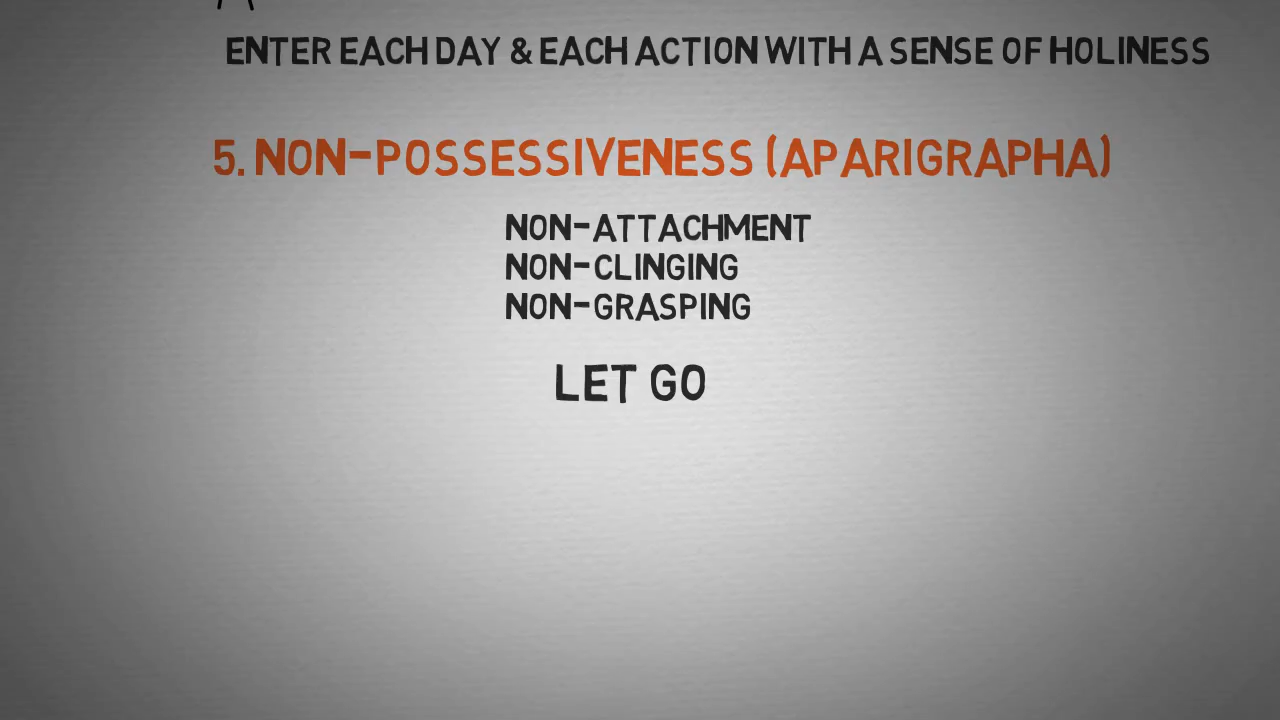 ENTER EACH DAY & EACH ACTION WITH A SENSE OF HOLINESS
5. NON-POSSESSIVENESS (APARIGRAPHA)
NON-ATTACHMENT
NON-CLINGING
NON-GRASPING
LET GO